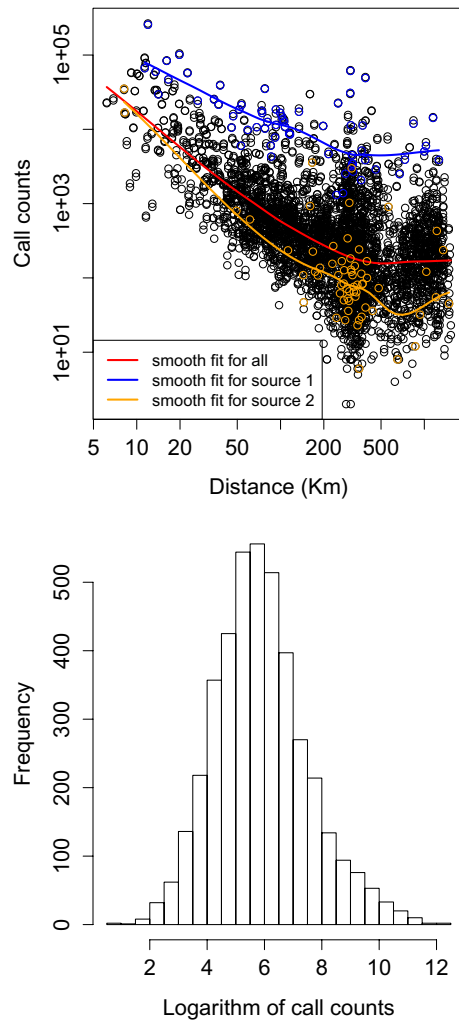 Call counts
1e+05
1e+03
1e+01
smooth fit for all
smooth fit for source 1
smooth fit for source 2
5 10 20 50 200 500
Distance (Km)
Frequency
500
400
300
200
100
0
2 4 6 8 10 12
Logarithm of call counts